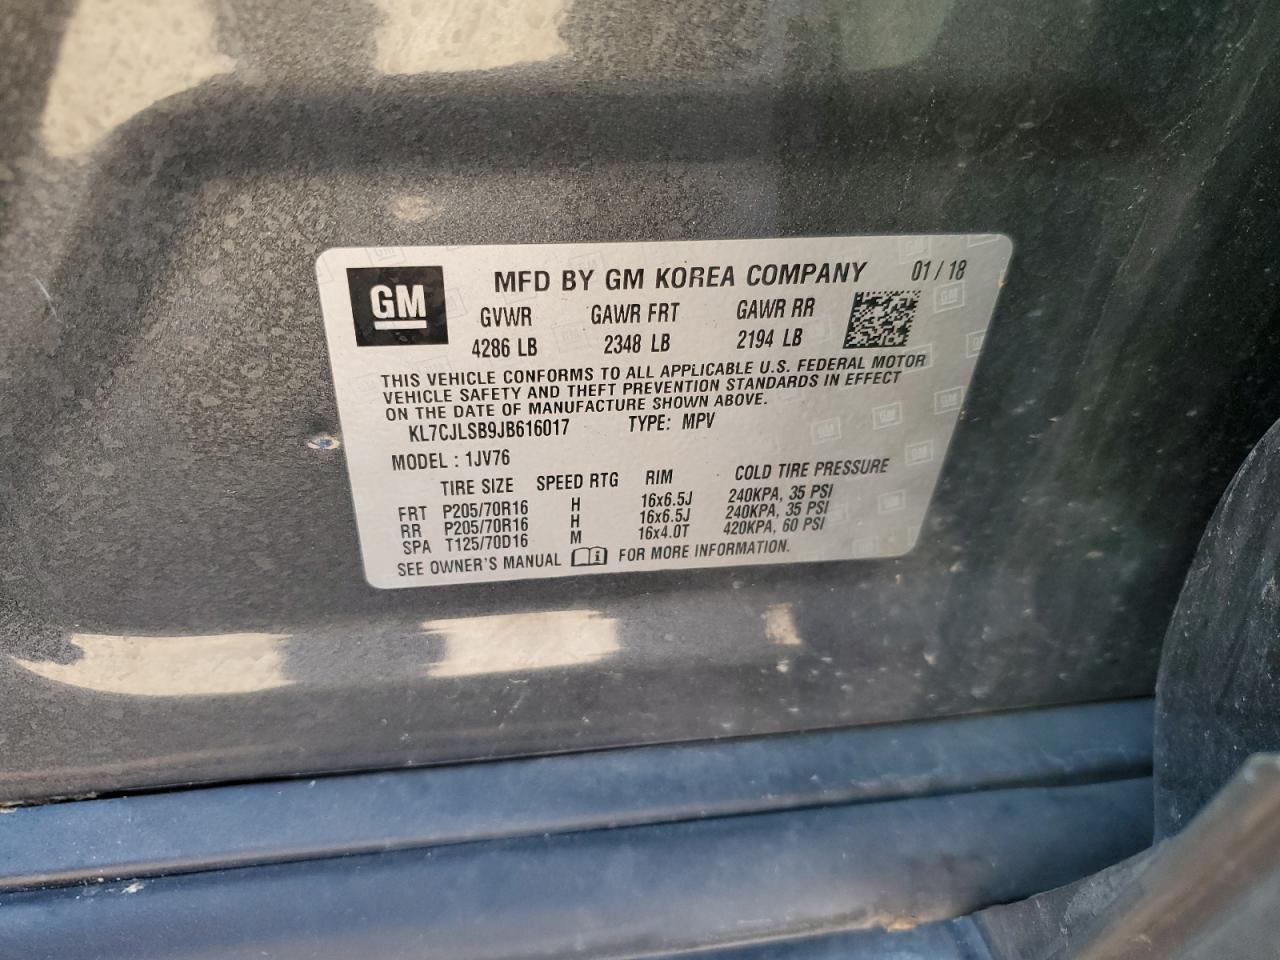 GM MFD BY GM KOREA COMPANY 01 / 18
GVWR GAWR FRT GAWR RR
4286 LB 2348 LB 2194 LB
THIS VEHICLE CONFORMS TO ALL APPLICABLE U.S. FEDERAL MOTOR
VEHICLE SAFETY AND THEFT PREVENTION STANDARDS IN EFFECT
ON THE DATE OF MANUFACTURE SHOWN ABOVE.
KL7CJLSB9JB616017 TYPE: MPV
MODEL : 1JV76
TIRE SIZE SPEED RTG RIM COLD TIRE PRESSURE
FRT P205/70R16 H 16x6.5J 240KPA, 35 PSI
RR P205/70R16 H 16x6.5J 240KPA, 35 PSI
SPA T125/70D16 M 16x4.0T 420KPA, 60 PSI
SEE OWNER'S MANUAL FOR MORE INFORMATION.